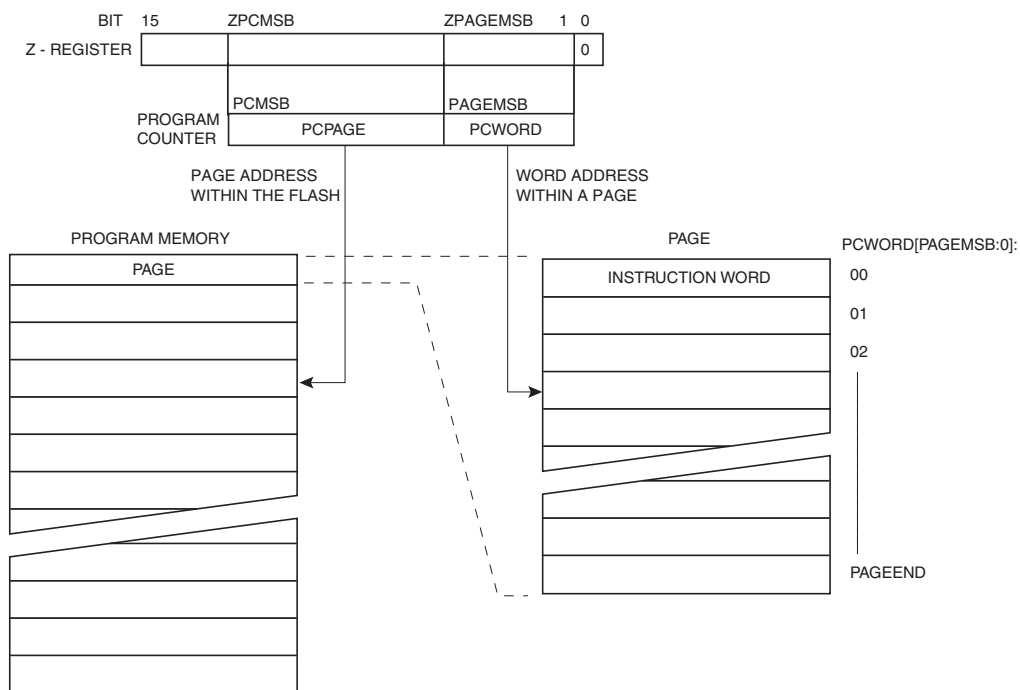 BIT 15 ZPCMSB ZPAGEMSB 1 0
Z - REGISTER 0
PCMSB PAGEMSB
PROGRAM
COUNTER
PCPAGE PCWORD
PAGE ADDRESS
WITHIN THE FLASH
WORD ADDRESS
WITHIN A PAGE
PROGRAM MEMORY
PAGE
PAGE
PCWORD[PAGEMSB:0]:
INSTRUCTION WORD
00
01
02
PAGEEND